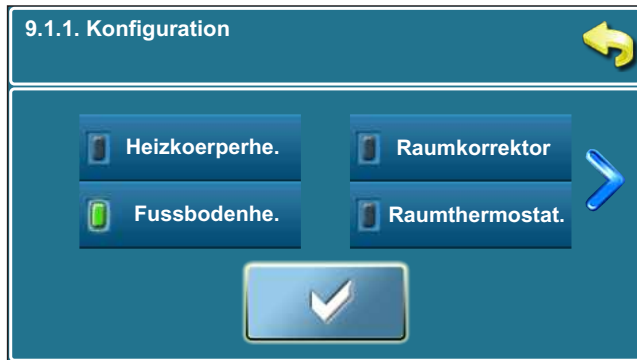 9.1.1. Konfiguration
Heizkoerperhe.
Raumkorrektor
Fussbodenhe.
Raumthermostat.